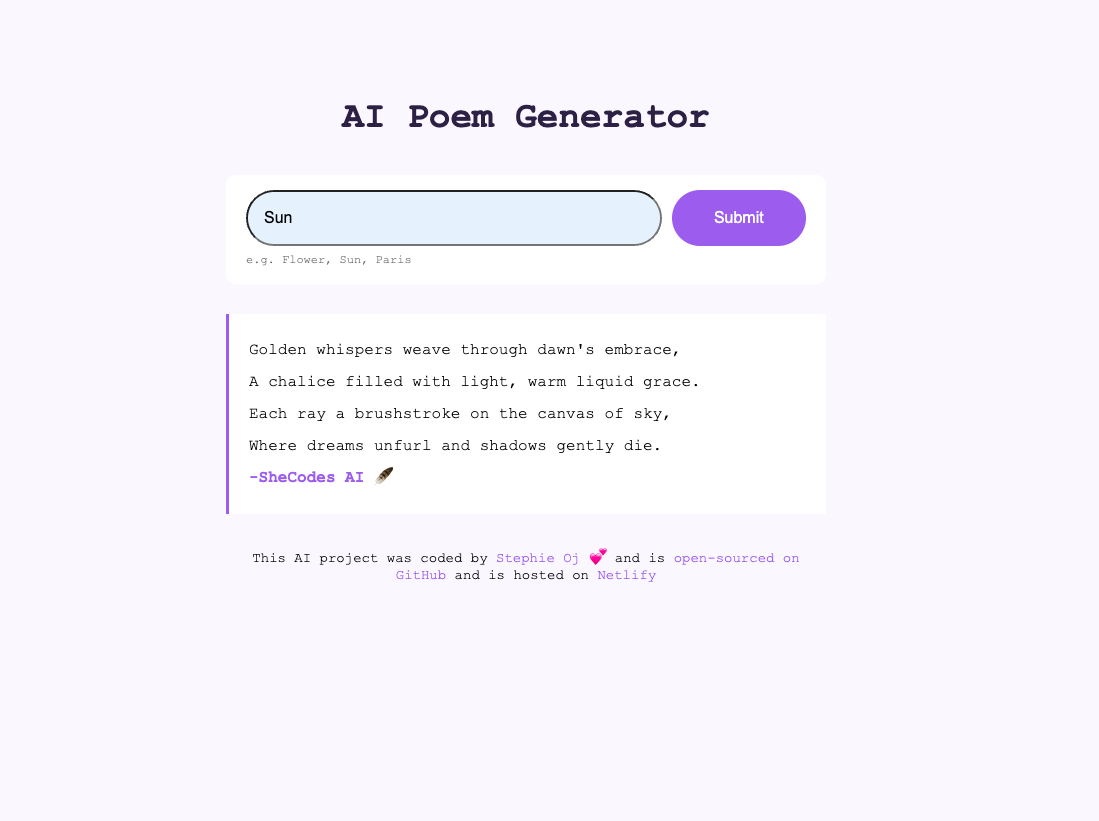 AI Poem Generator
Sun
Submit
e.g. Flower, Sun, Paris
Golden whispers weave through dawn's embrace,
A chalice filled with light, warm liquid grace.
Each ray a brushstroke on the canvas of sky,
Where dreams unfurl and shadows gently die.
-SheCodes AI 🪶
This AI project was coded by Stephie Oj 💕 and is open-sourced on
GitHub and is hosted on Netlify